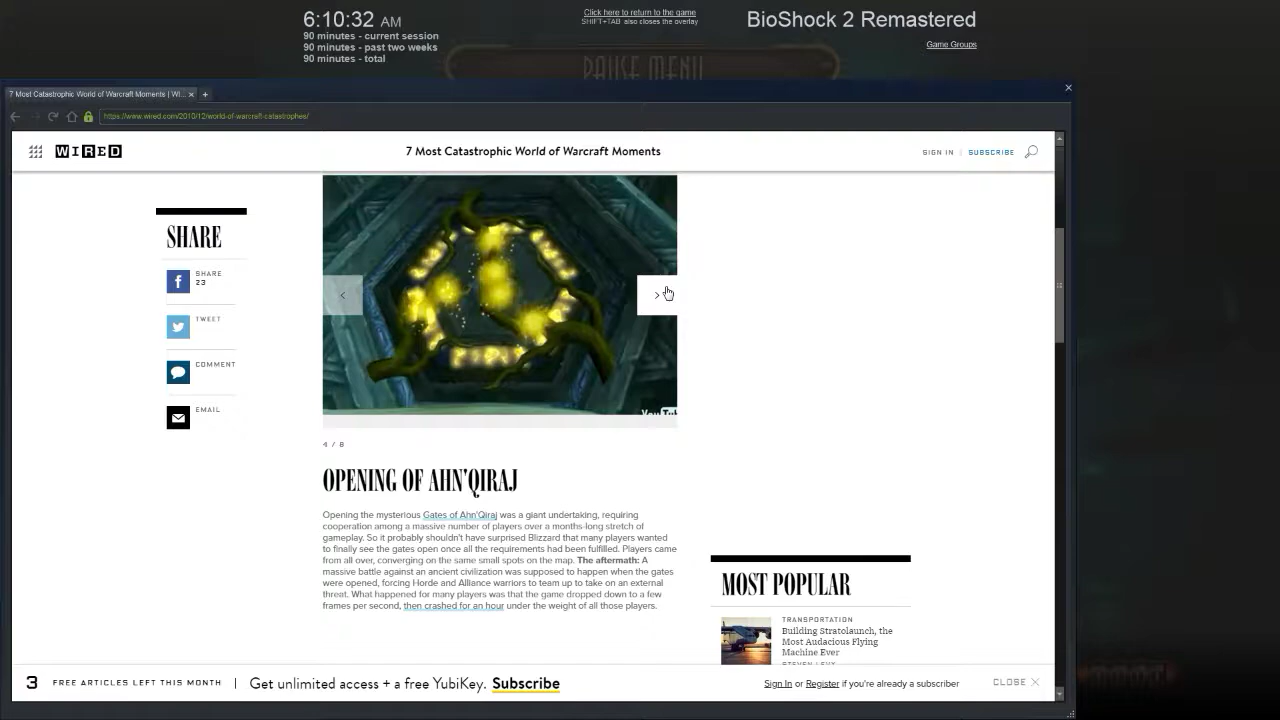 6:10:32 AM
90 minutes - current session
90 minutes - past two weeks
90 minutes - total
Click here to return to the game
SHIFT+TAB also closes the overlay
BioShock 2 Remastered
Game Groups
PAUSE MENU
7 Most Catastrophic World of Warcraft Moments | Wi...
https://www.wired.com/2010/12/world-of-warcraft-catastrophes/
WIRED
7 Most Catastrophic World of Warcraft Moments
SIGN IN | SUBSCRIBE
SHARE
SHARE
23
TWEET
COMMENT
EMAIL
YouTu
4 / 8
OPENING OF AHN'QIRAJ
Opening the mysterious Gates of Ahn'Qiraj was a giant undertaking, requiring
cooperation among a massive number of players over a months-long stretch of
gameplay. So it probably shouldn't have surprised Blizzard that many players wanted
to finally see the gates open once all the requirements had been fulfilled. Players came
from all over, converging on the same small spots on the map. The aftermath: A
massive battle against an ancient civilization was supposed to happen when the gates
were opened, forcing Horde and Alliance warriors to team up to take on an external
threat. What happened for many players was that the game dropped down to a few
frames per second, then crashed for an hour under the weight of all those players.
MOST POPULAR
TRANSPORTATION
Building Stratolaunch, the
Most Audacious Flying
Machine Ever
STEVEN LEVY
3 FREE ARTICLES LEFT THIS MONTH | Get unlimited access + a free YubiKey. Subscribe
Sign In or Register if you're already a subscriber
CLOSE